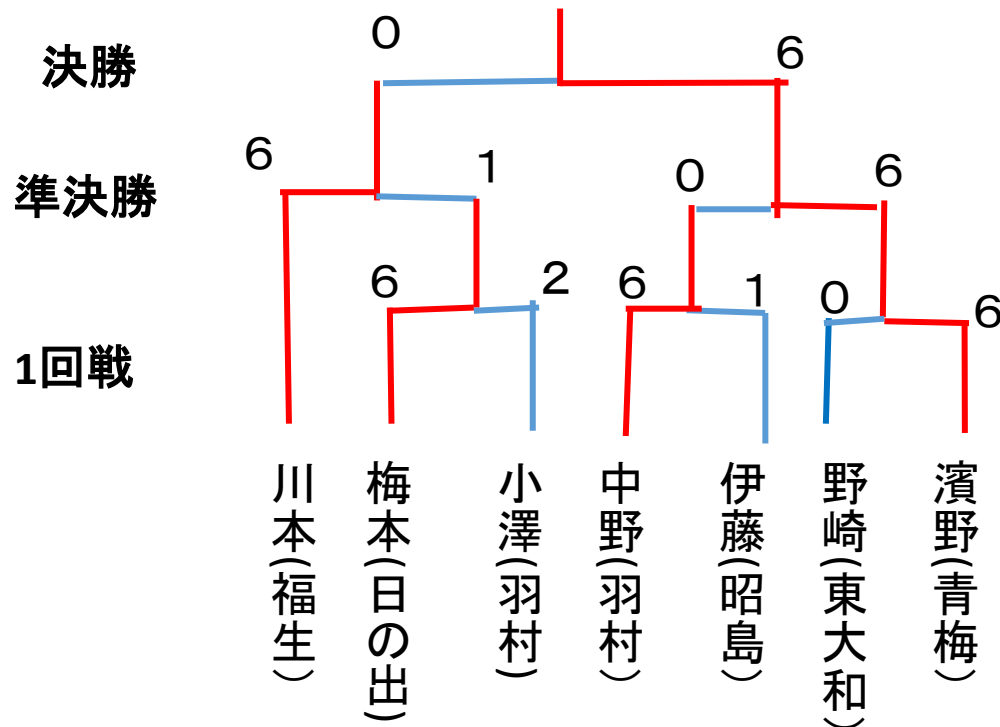 決勝
0
6
準決勝
6
1
0
6
1回戦
6
2
6
1
0
6
川本(福生)
梅本(日の出)
小澤(羽村)
中野(羽村)
伊藤(昭島)
野崎(東大和)
濱野(青梅)